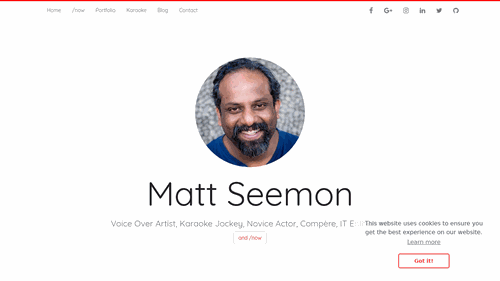 Home /now Portfolio Karaoke Blog Contact
Matt Seemon
Voice Over Artist, Karaoke Jockey, Novice Actor, Compère, IT
and /now
This website uses cookies to ensure you
get the best experience on our website.
Learn more
Got it!